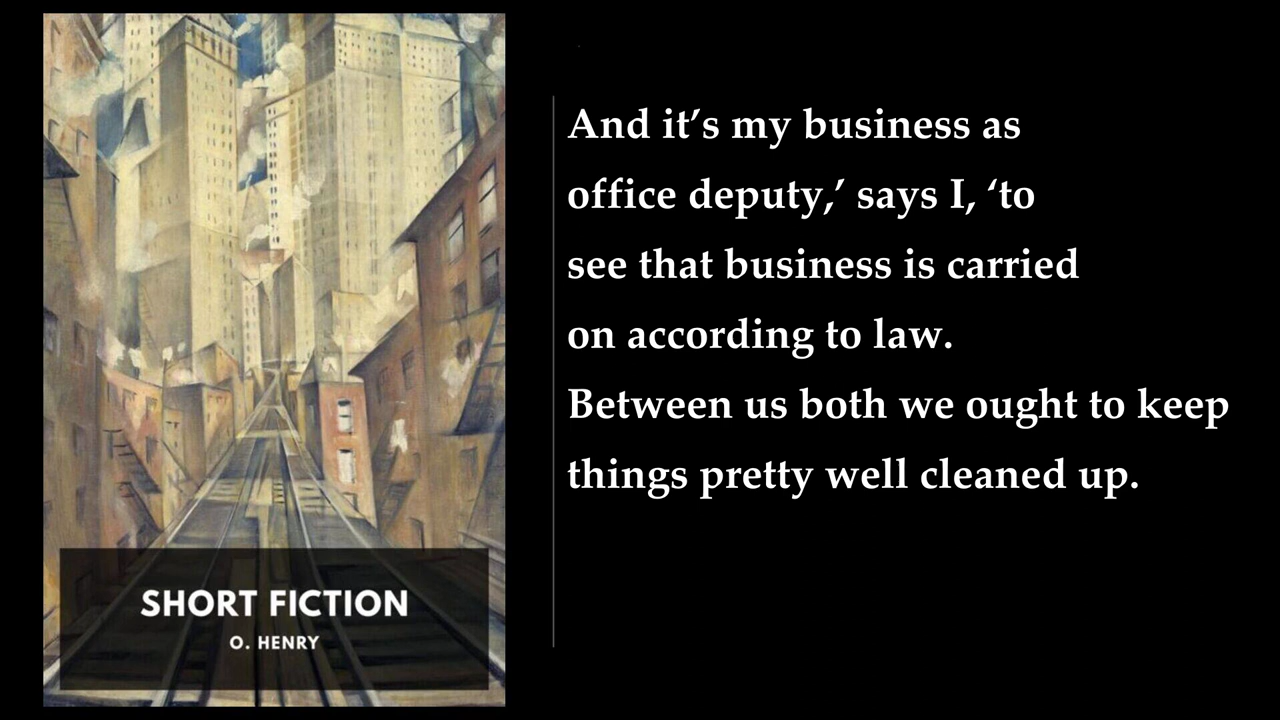 SHORT FICTION
O. HENRY
And it’s my business as
office deputy,’ says I, ‘to
see that business is carried
on according to law.
Between us both we ought to keep
things pretty well cleaned up.